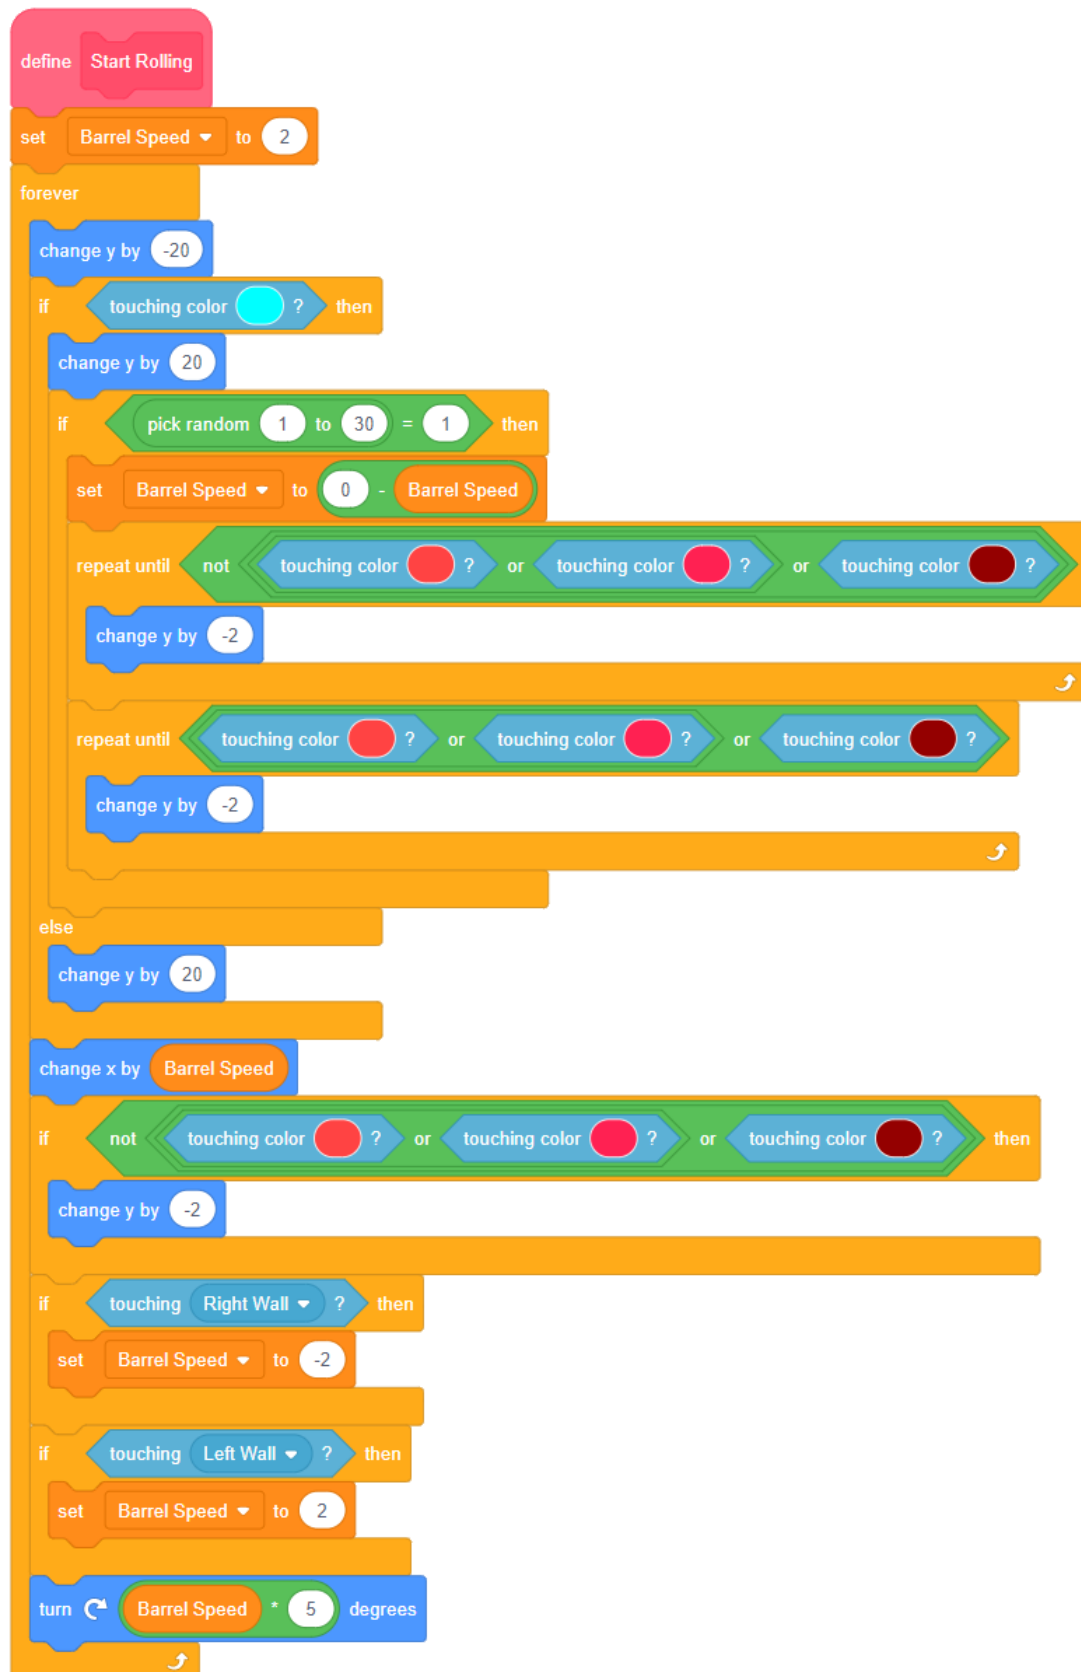 define Start Rolling
set Barrel Speed to 2
forever
change y by -20
if touching color ? then
change y by 20
if pick random 1 to 30 = 1 then
set Barrel Speed to 0 - Barrel Speed
repeat until not touching color ? or touching color ? or touching color ?
change y by -2
repeat until touching color ? or touching color ? or touching color ?
change y by -2
else
change y by 20
change x by Barrel Speed
if not touching color ? or touching color ? or touching color ? then
change y by -2
if touching Right Wall ? then
set Barrel Speed to -2
if touching Left Wall ? then
set Barrel Speed to 2
turn Barrel Speed * 5 degrees